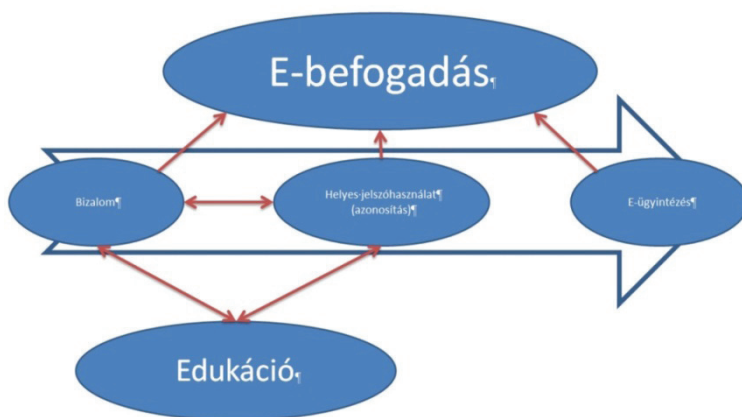 E-befogadás¶
Bizalom¶
Helyes-jelszóhasználat¶
(azonosítás)¶
E-ügyintézés¶
Edukáció¶